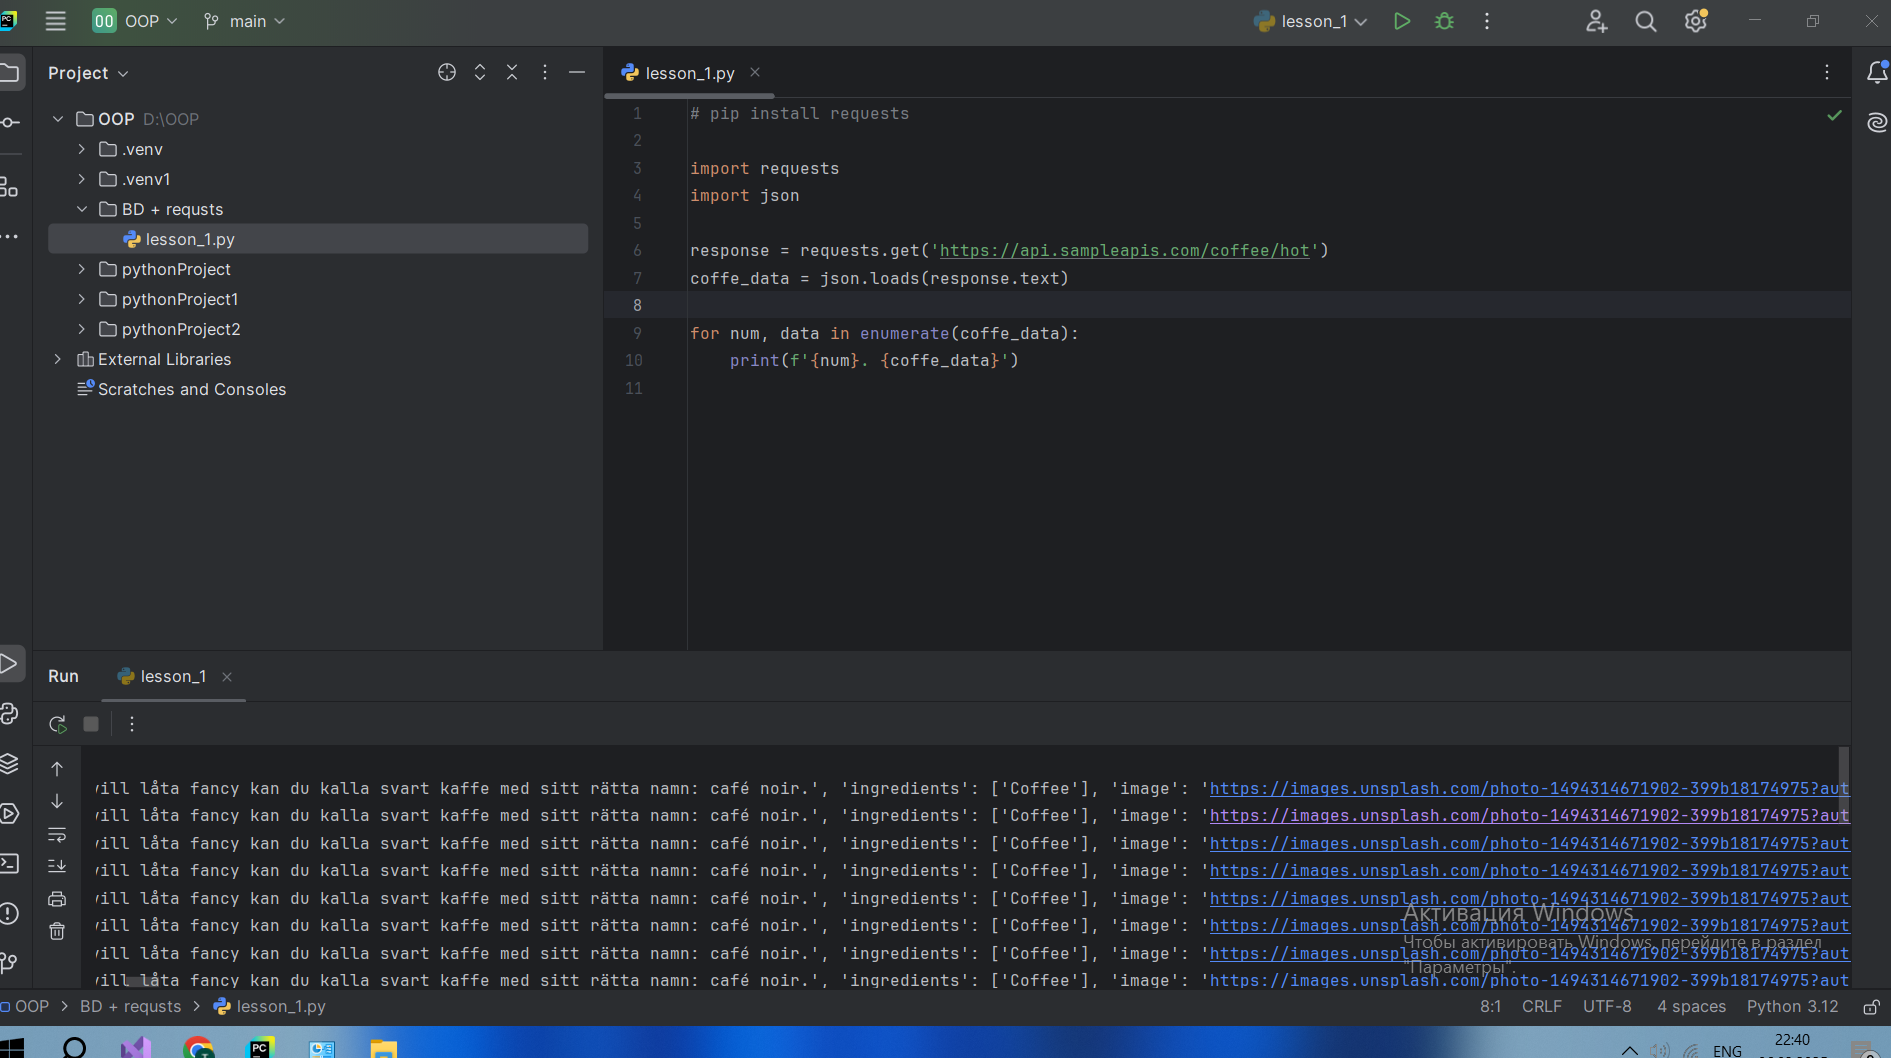 OO OOP main lesson_1
Project
lesson_1.py
OOP D:\OOP
.venv
.venv1
BD + requsts
lesson_1.py
pythonProject
pythonProject1
pythonProject2
External Libraries
Scratches and Consoles
1 # pip install requests
2
3 import requests
4 import json
5
6 response = requests.get('https://api.sampleapis.com/coffee/hot')
7 coffe_data = json.loads(response.text)
8
9 for num, data in enumerate(coffe_data):
10 print(f'{num}. {coffe_data}')
11
Run lesson_1
vill låta fancy kan du kalla svart kaffe med sitt rätta namn: café noir.', 'ingredients': ['Coffee'], 'image': 'https://images.unsplash.com/photo-1494314671902-399b18174975?aut
vill låta fancy kan du kalla svart kaffe med sitt rätta namn: café noir.', 'ingredients': ['Coffee'], 'image': 'https://images.unsplash.com/photo-1494314671902-399b18174975?aut
vill låta fancy kan du kalla svart kaffe med sitt rätta namn: café noir.', 'ingredients': ['Coffee'], 'image': 'https://images.unsplash.com/photo-1494314671902-399b18174975?aut
vill låta fancy kan du kalla svart kaffe med sitt rätta namn: café noir.', 'ingredients': ['Coffee'], 'image': 'https://images.unsplash.com/photo-1494314671902-399b18174975?aut
vill låta fancy kan du kalla svart kaffe med sitt rätta namn: café noir.', 'ingredients': ['Coffee'], 'image': 'https://images.unsplash.com/photo-1494314671902-399b18174975?aut
vill låta fancy kan du kalla svart kaffe med sitt rätta namn: café noir.', 'ingredients': ['Coffee'], 'image': 'https://images.unsplash.com/photo-1494314671902-399b18174975?aut
vill låta fancy kan du kalla svart kaffe med sitt rätta namn: café noir.', 'ingredients': ['Coffee'], 'image': 'https://images.unsplash.com/photo-1494314671902-399b18174975?aut
vill låta fancy kan du kalla svart kaffe med sitt rätta namn: café noir.', 'ingredients': ['Coffee'], 'image': 'https://images.unsplash.com/photo-1494314671902-399b18174975?aut
Активация Windows
Чтобы активировать Windows, перейдите в раздел
"Параметры".
OOP > BD + requsts > lesson_1.py 8:1 CRLF UTF-8 4 spaces Python 3.12
ENG 22:40